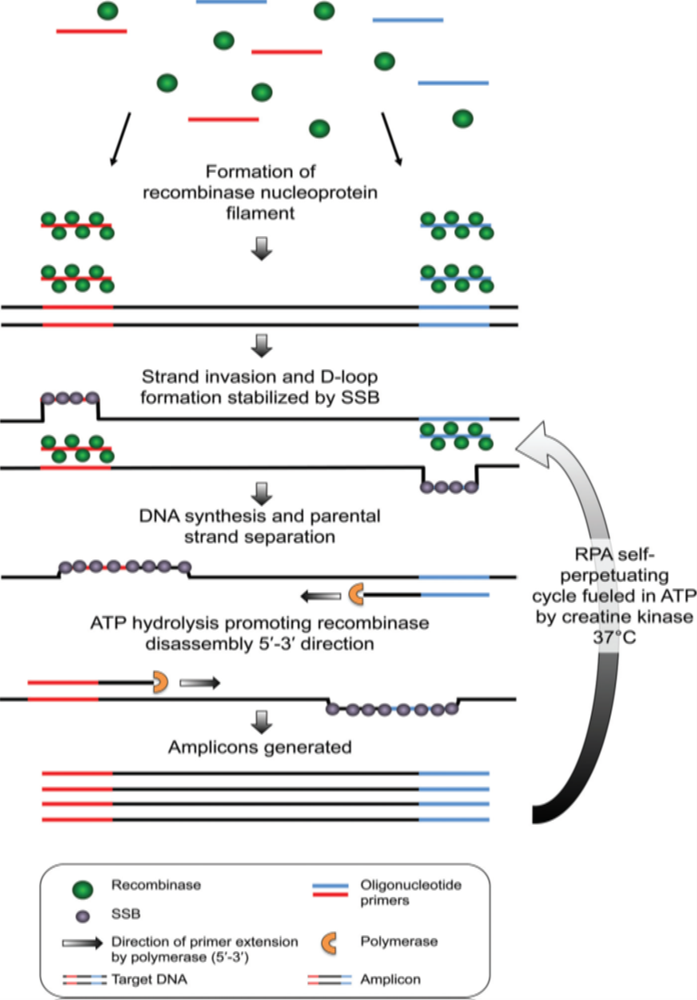 Formation of
recombinase nucleoprotein
filament
Strand invasion and D-loop
formation stabilized by SSB
DNA synthesis and parental
strand separation
RPA self-
perpetuating
cycle fueled in ATP
by creatine kinase
37°C
ATP hydrolysis promoting recombinase
disassembly 5′-3′ direction
Amplicons generated
Recombinase
Oligonucleotide
primers
SSB
Direction of primer extension
by polymerase (5′-3′)
Polymerase
Target DNA
Amplicon